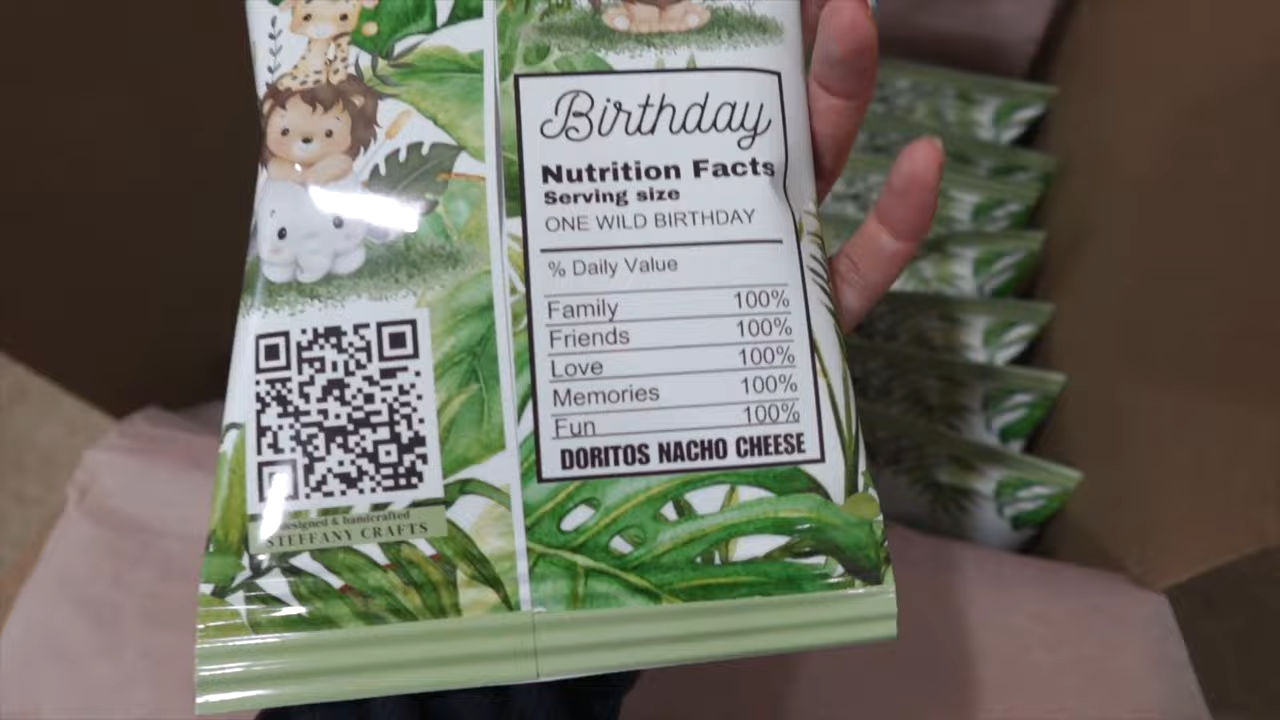 Birthday
Nutrition Facts
Serving size
ONE WILD BIRTHDAY
% Daily Value
Family 100%
Friends 100%
Love 100%
Memories 100%
Fun 100%
DORITOS NACHO CHEESE
designed & handcrafted
STEFFANY CRAFTS